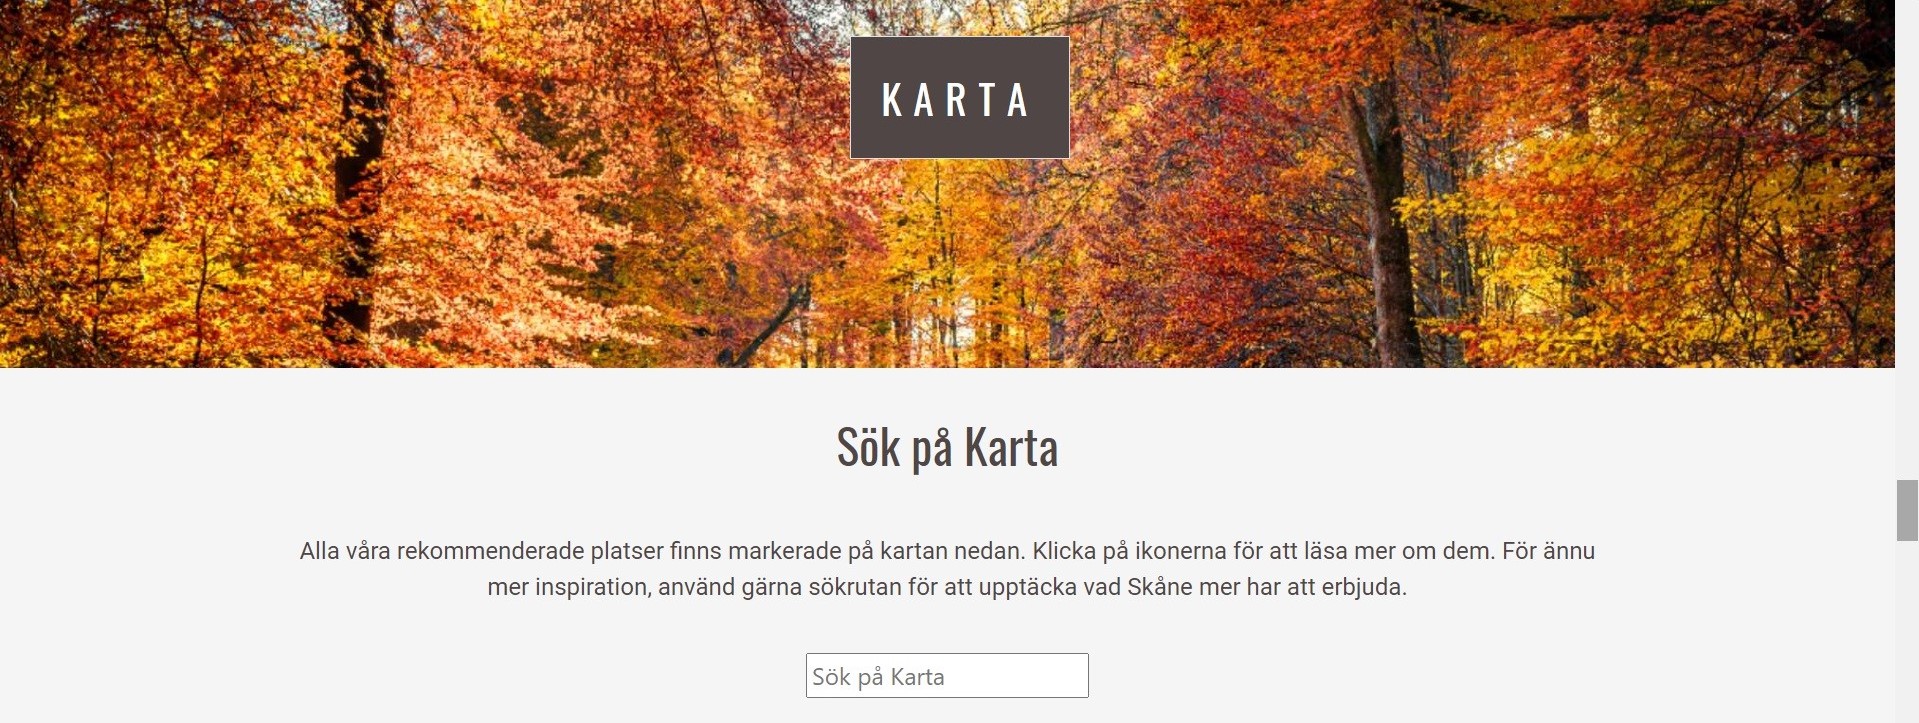 KARTA
Sök på Karta
Alla våra rekommenderade platser finns markerade på kartan nedan. Klicka på ikonerna för att läsa mer om dem. För ännu
mer inspiration, använd gärna sökrutan för att upptäcka vad Skåne mer har att erbjuda.
Sök på Karta